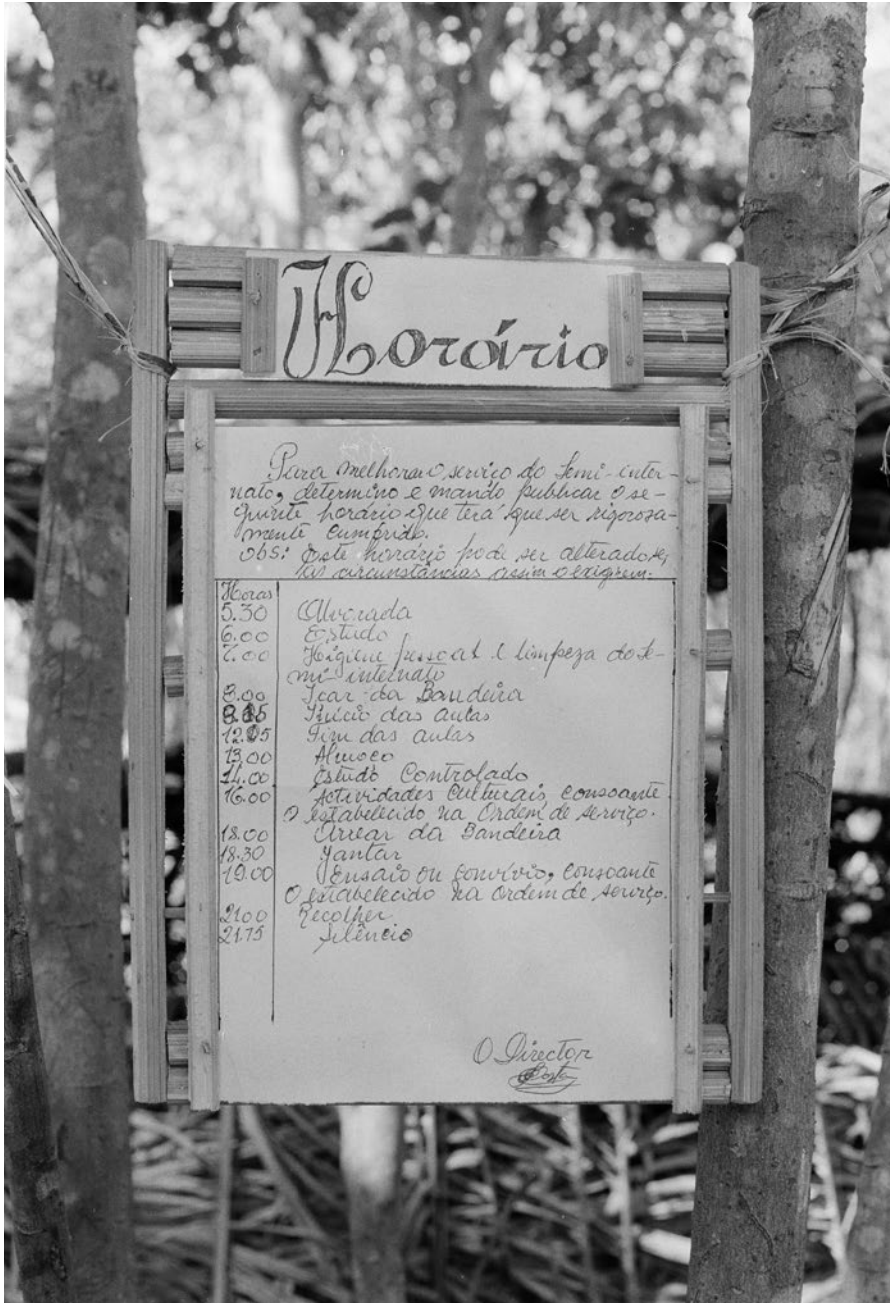 Horário
Para melhorar o serviço do Semi-inter-
nato, determino e mando publicar o se-
guinte horário que terá que ser rigorosa-
mente cumprido.
obs: Este horário pode ser alterado se,
as circunstâncias assim o exigirem.
Horas
5.30 Alvorada
6.00 Estudo
7.00 Higiene pessoal e limpeza do Se-
mi-internato
8.00 Içar da Bandeira
8.15 Início das aulas
12.05 Fim das aulas
13.00 Almoço
14.00 Estudo Controlado
16.00 Actividades Culturais, consoante
O estabelecido na Ordem de serviço.
18.00 Arrear da Bandeira
18.30 Jantar
19.00 Ensaio ou convívio, consoante
O estabelecido na Ordem de serviço.
21.00 Recolher
21.75 Silêncio
O Director